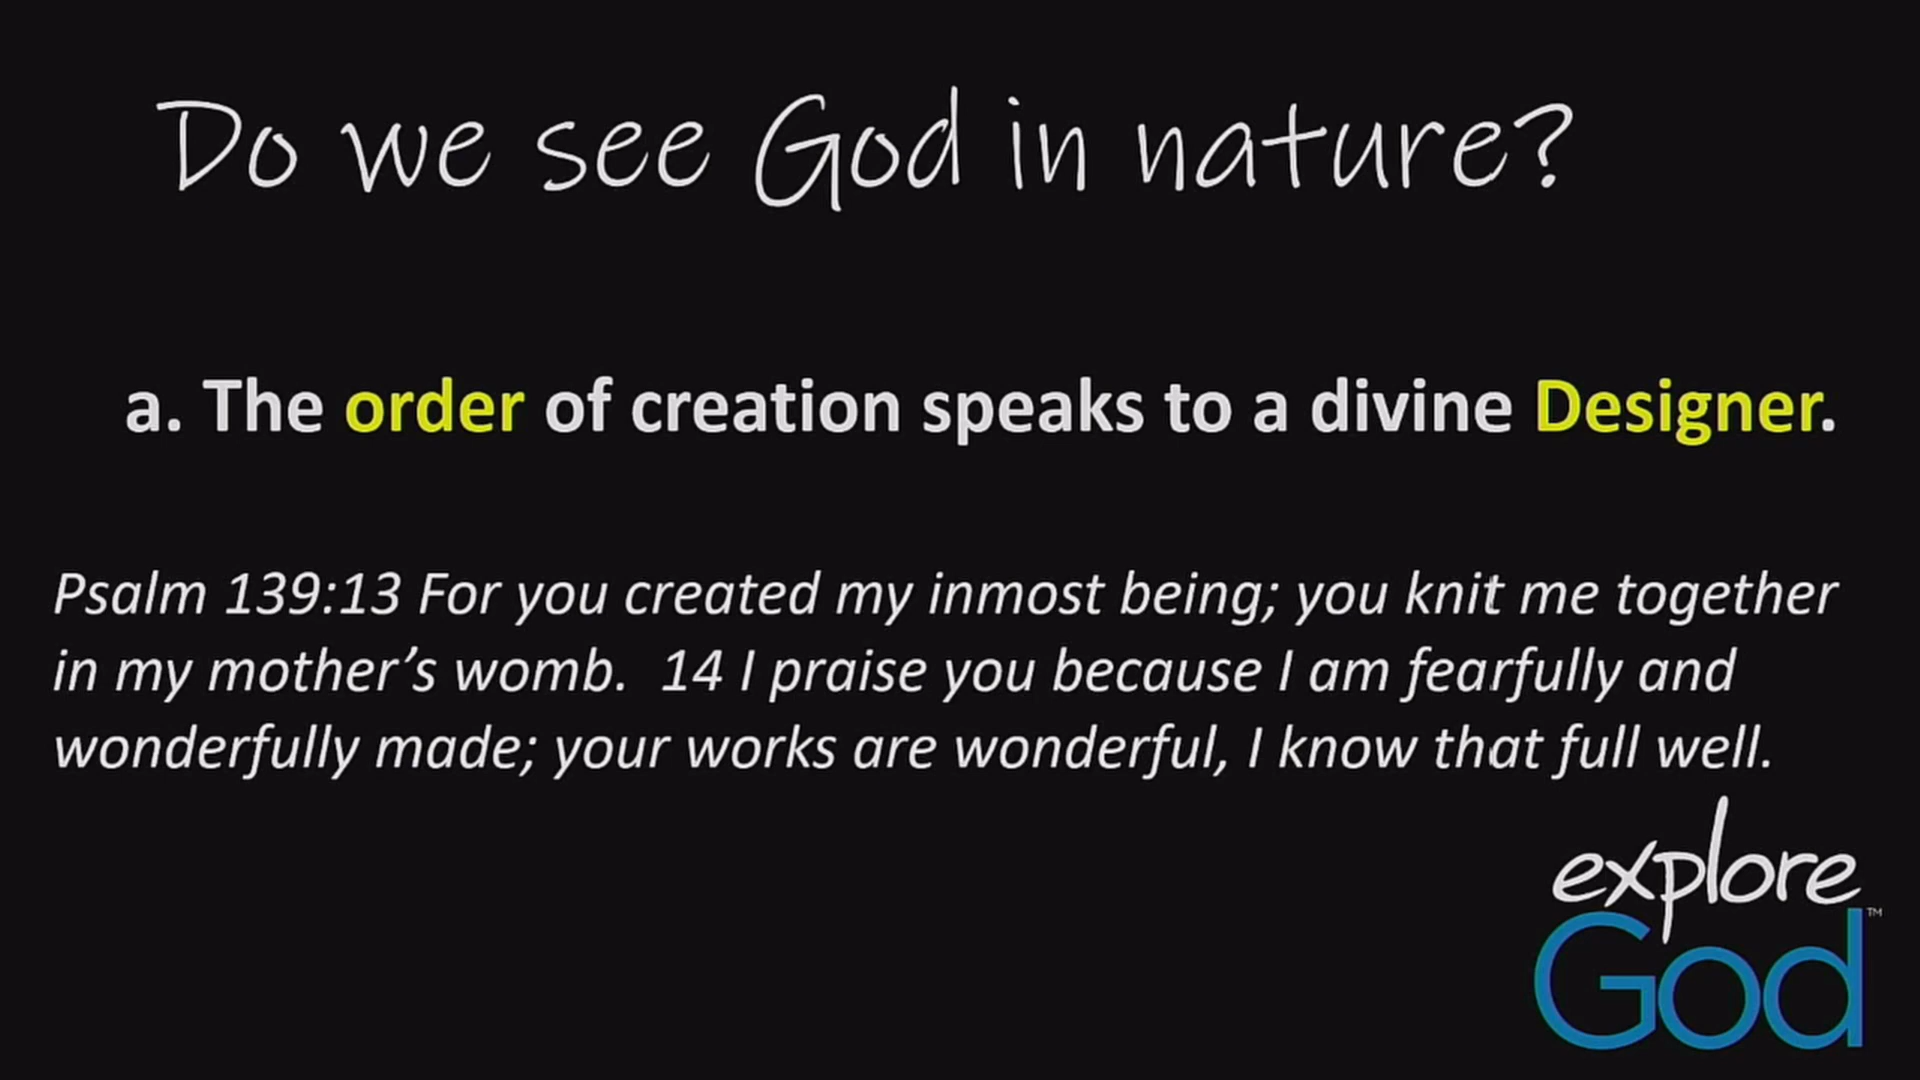 Do we see God in nature?
a. The order of creation speaks to a divine Designer.
Psalm 139:13 For you created my inmost being; you knit me together
in my mother’s womb.  14 I praise you because I am fearfully and
wonderfully made; your works are wonderful, I know that full well.
explore
God™